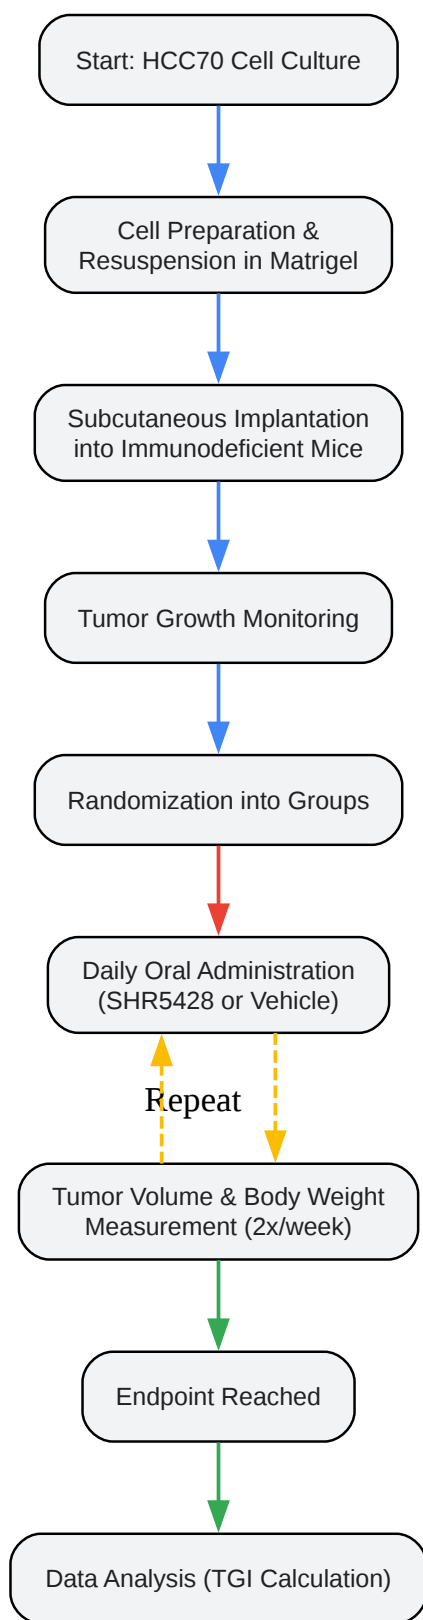 Start: HCC70 Cell Culture
Cell Preparation &
Resuspension in Matrigel
Subcutaneous Implantation
into Immunodeficient Mice
Tumor Growth Monitoring
Randomization into Groups
Daily Oral Administration
(SHR5428 or Vehicle)
Repeat
Tumor Volume & Body Weight
Measurement (2x/week)
Endpoint Reached
Data Analysis (TGI Calculation)